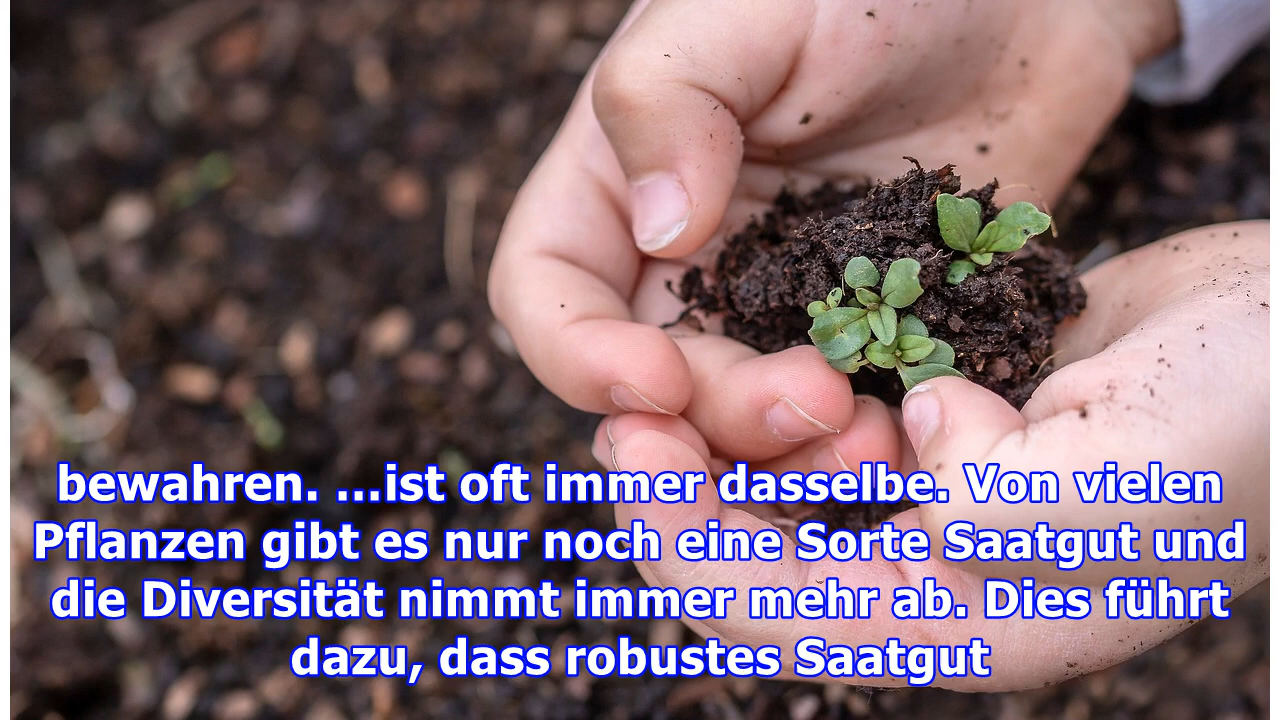 bewahren. ...ist oft immer dasselbe. Von vielen
Pflanzen gibt es nur noch eine Sorte Saatgut und
die Diversität nimmt immer mehr ab. Dies führt
dazu, dass robustes Saatgut